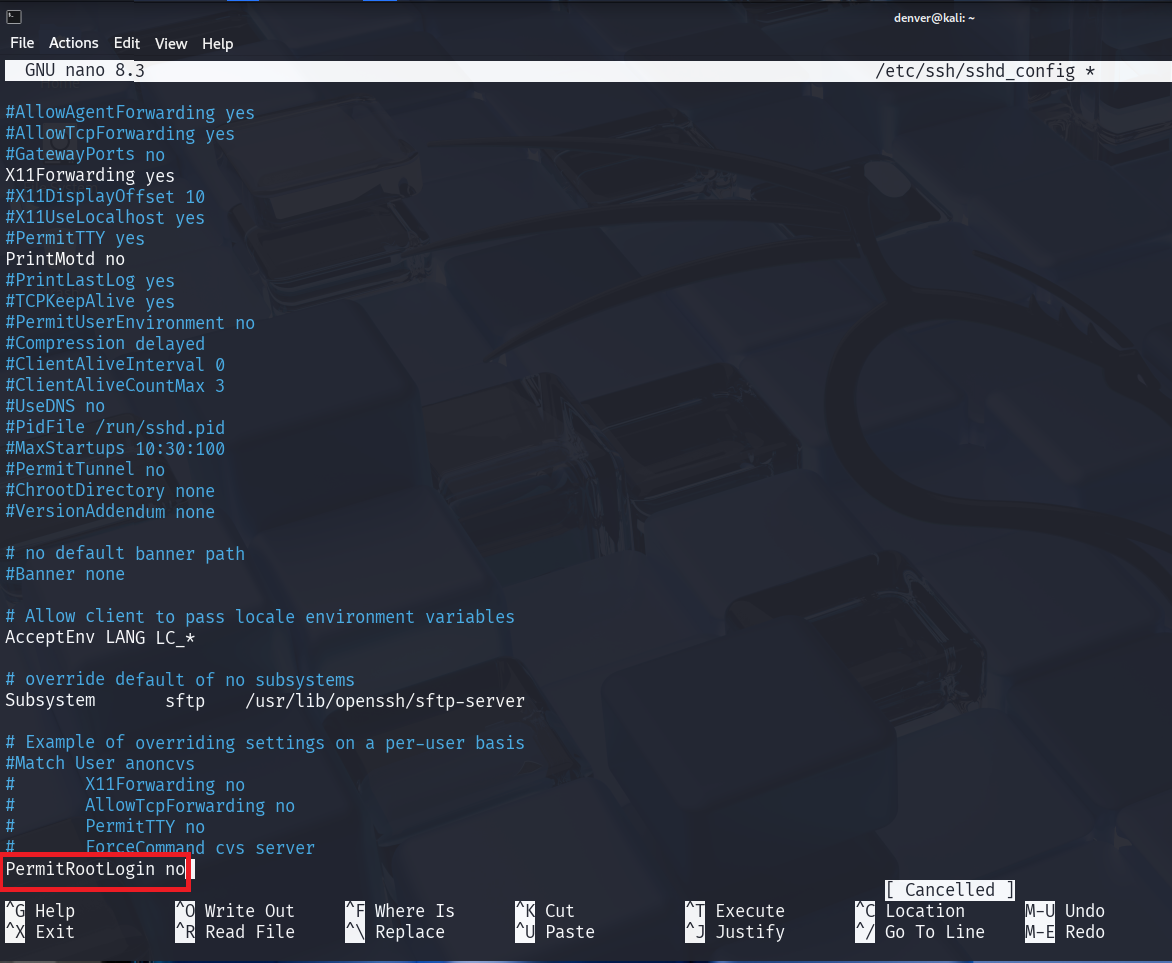 denver@kali: ~
File Actions Edit View Help
GNU nano 8.3 /etc/ssh/sshd_config *
#AllowAgentForwarding yes
#AllowTcpForwarding yes
#GatewayPorts no
X11Forwarding yes
#X11DisplayOffset 10
#X11UseLocalhost yes
#PermitTTY yes
PrintMotd no
#PrintLastLog yes
#TCPKeepAlive yes
#PermitUserEnvironment no
#Compression delayed
#ClientAliveInterval 0
#ClientAliveCountMax 3
#UseDNS no
#PidFile /run/sshd.pid
#MaxStartups 10:30:100
#PermitTunnel no
#ChrootDirectory none
#VersionAddendum none
# no default banner path
#Banner none
# Allow client to pass locale environment variables
AcceptEnv LANG LC_*
# override default of no subsystems
Subsystem sftp /usr/lib/openssh/sftp-server
# Example of overriding settings on a per-user basis
#Match User anoncvs
# X11Forwarding no
# AllowTcpForwarding no
# PermitTTY no
# ForceCommand cvs server
PermitRootLogin no
[ Cancelled ]
^G Help ^O Write Out ^F Where Is ^K Cut ^T Execute ^C Location M-U Undo
^X Exit ^R Read File ^\ Replace ^U Paste ^J Justify ^/ Go To Line M-E Redo